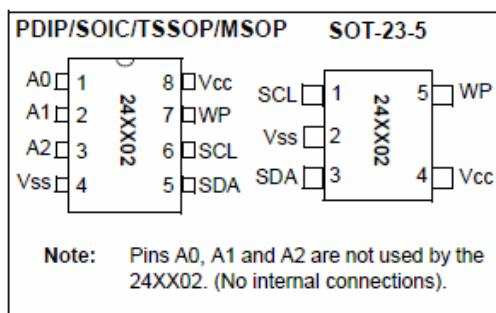 PDIP/SOIC/TSSOP/MSOP
SOT-23-5
A0 1 8 Vcc
A1 2 7 WP
A2 3 6 SCL
Vss 4 5 SDA
24XX02
SCL 1 5 WP
Vss 2
SDA 3 4 Vcc
24XX02
Note: Pins A0, A1 and A2 are not used by the
24XX02. (No internal connections).